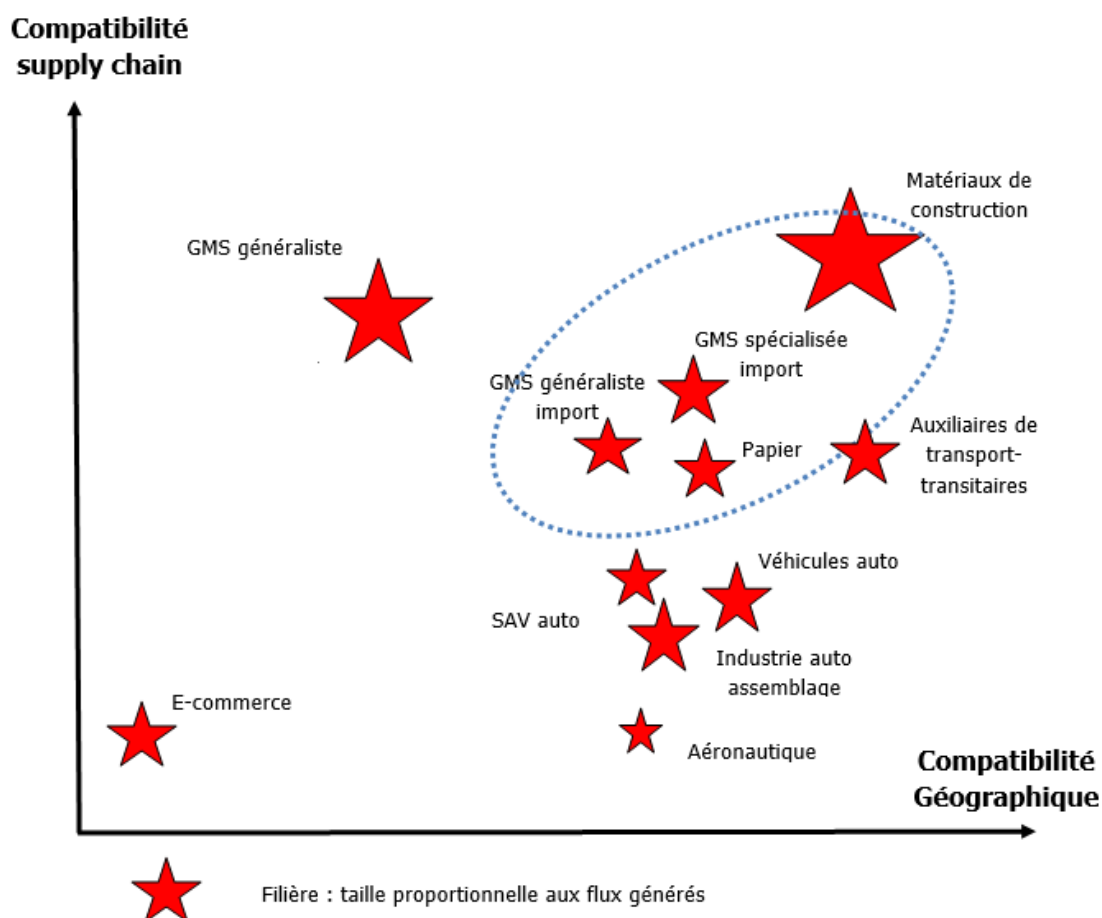 Compatibilité
supply chain
Matériaux de
construction
GMS généraliste
GMS spécialisée
import
GMS généraliste
import
Papier
Auxiliaires de
transport-
transitaires
Véhicules auto
SAV auto
Industrie auto
assemblage
E-commerce
Aéronautique
Compatibilité
Géographique
Filière : taille proportionnelle aux flux générés